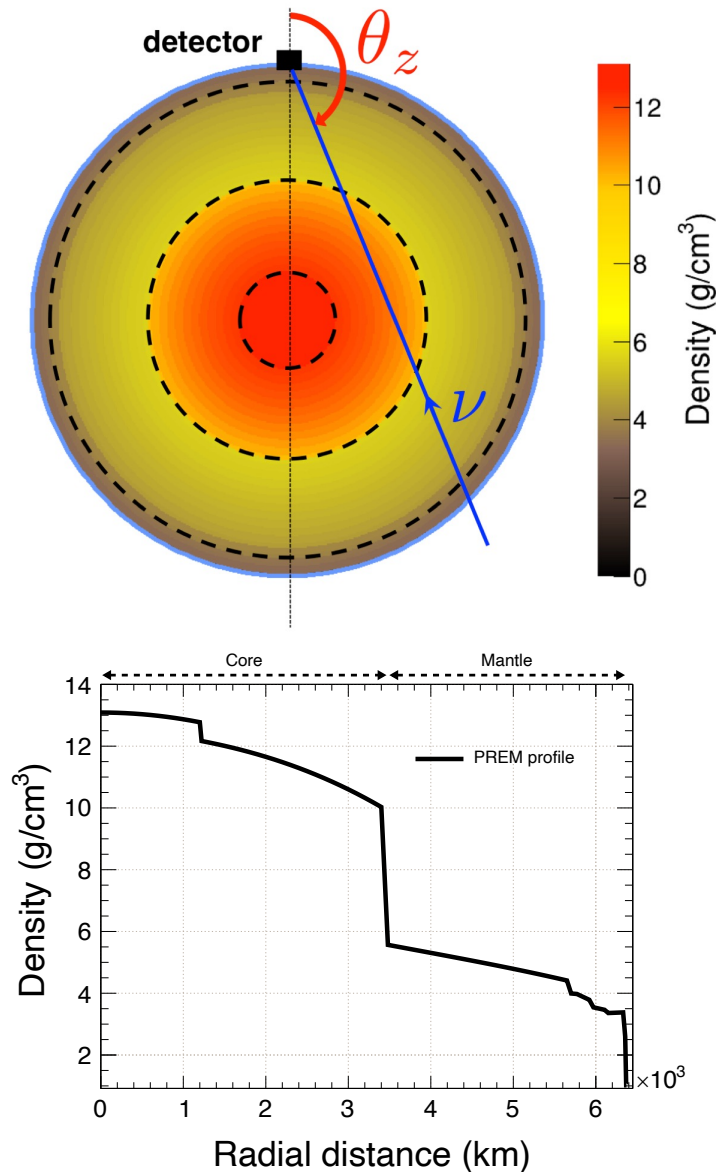 detector
θz
12
10
8
6
4
2
0
Density (g/cm³)
ν
Core Mantle
14
12
10
8
6
4
2
Density (g/cm³)
PREM profile
×10³
0 1 2 3 4 5 6
Radial distance (km)